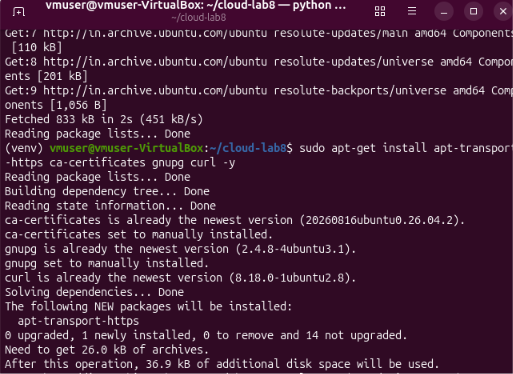 vmuser@vmuser-VirtualBox: ~/cloud-lab8 — python ...
~/cloud-lab8
Get:7 http://in.archive.ubuntu.com/ubuntu resolute-updates/main amd64 Components
 [110 kB]
Get:8 http://in.archive.ubuntu.com/ubuntu resolute-updates/universe amd64 Compon
ents [201 kB]
Get:9 http://in.archive.ubuntu.com/ubuntu resolute-backports/universe amd64 Comp
onents [1,056 B]
Fetched 833 kB in 2s (451 kB/s)
Reading package lists... Done
(venv) vmuser@vmuser-VirtualBox:~/cloud-lab8$ sudo apt-get install apt-transport
-https ca-certificates gnupg curl -y
Reading package lists... Done
Building dependency tree... Done
Reading state information... Done
ca-certificates is already the newest version (20260816ubuntu0.26.04.2).
ca-certificates set to manually installed.
gnupg is already the newest version (2.4.8-4ubuntu3.1).
gnupg set to manually installed.
curl is already the newest version (8.18.0-1ubuntu2.8).
Solving dependencies... Done
The following NEW packages will be installed:
  apt-transport-https
0 upgraded, 1 newly installed, 0 to remove and 14 not upgraded.
Need to get 26.0 kB of archives.
After this operation, 36.9 kB of additional disk space will be used.